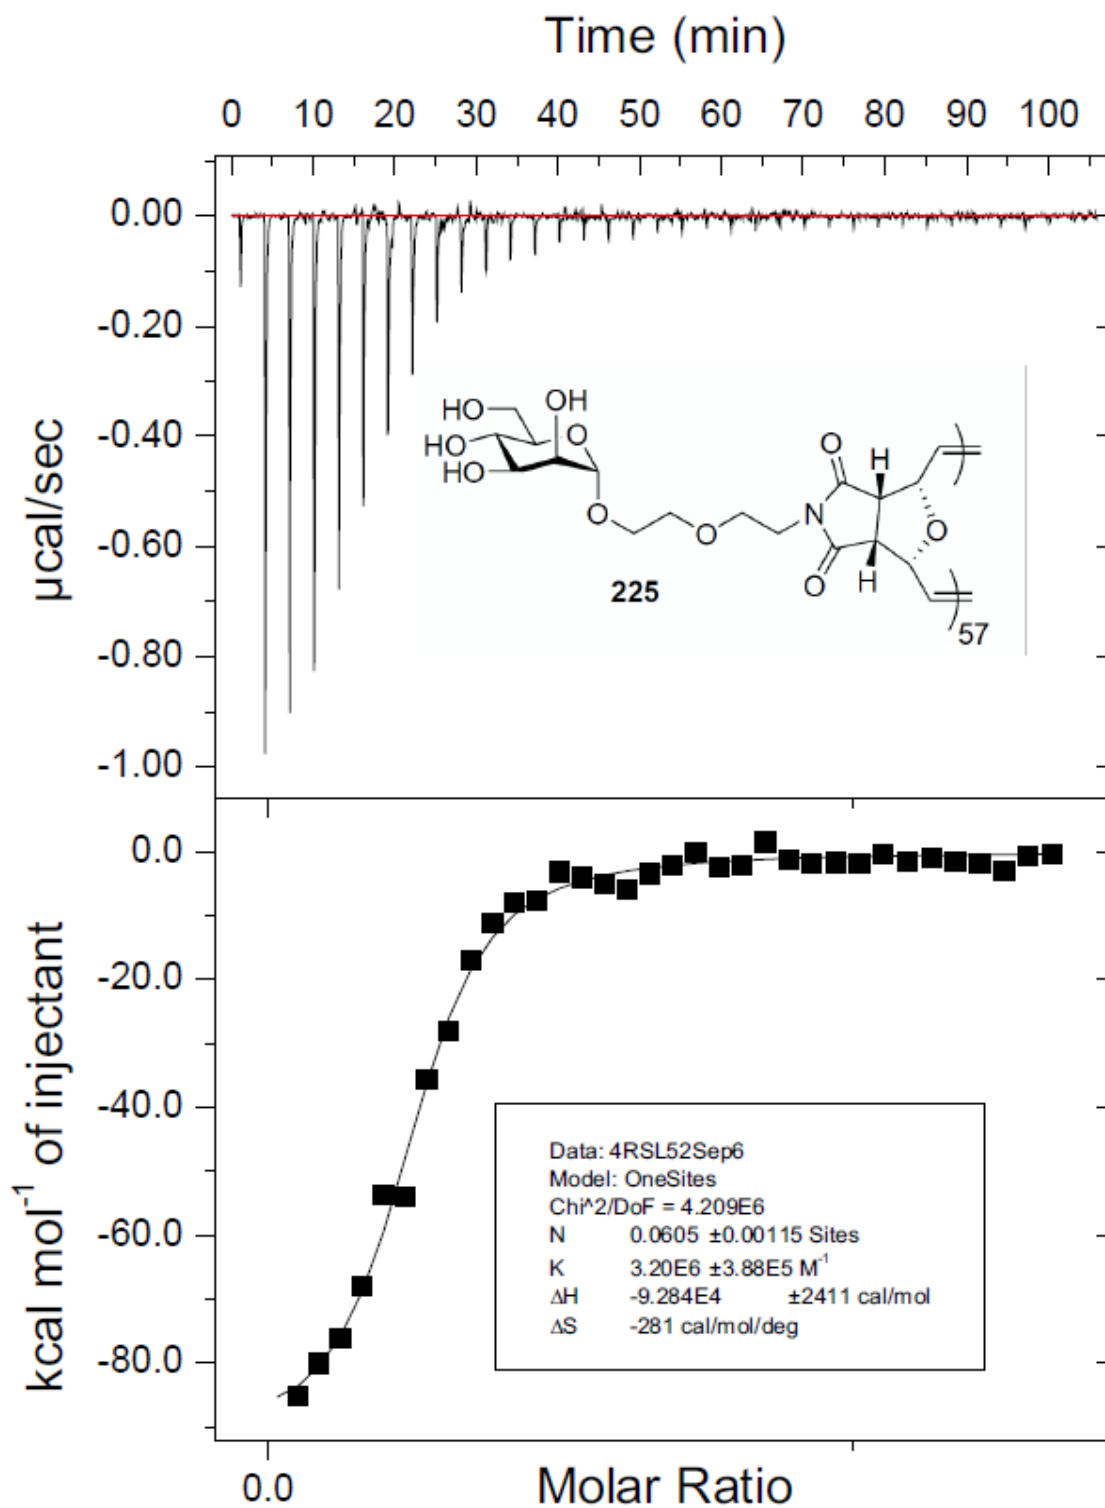 Time (min)
0 10 20 30 40 50 60 70 80 90 100
0.00
-0.20
-0.40
-0.60
-0.80
-1.00
µcal/sec
HO
OH
HO
HO
O
O
O
N
O
O
H
H
O
225
57
0.0
-20.0
-40.0
-60.0
-80.0
kcal mol⁻¹ of injectant
Data: 4RSL52Sep6
Model: OneSites
Chi^2/DoF = 4.209E6
N 0.0605 ±0.00115 Sites
K 3.20E6 ±3.88E5 M⁻¹
ΔH -9.284E4 ±2411 cal/mol
ΔS -281 cal/mol/deg
0.0
Molar Ratio